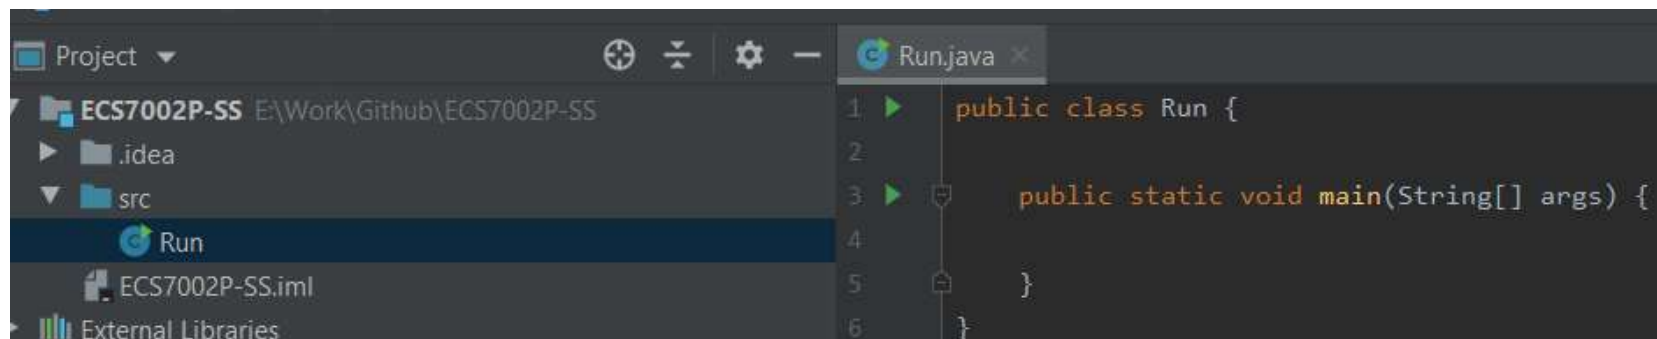 Project
ECS7002P-SS E:\Work\Github\ECS7002P-SS
.idea
src
Run
ECS7002P-SS.iml
External Libraries
Run.java
1 public class Run {
2
3 public static void main(String[] args) {
4
5 }
6 }